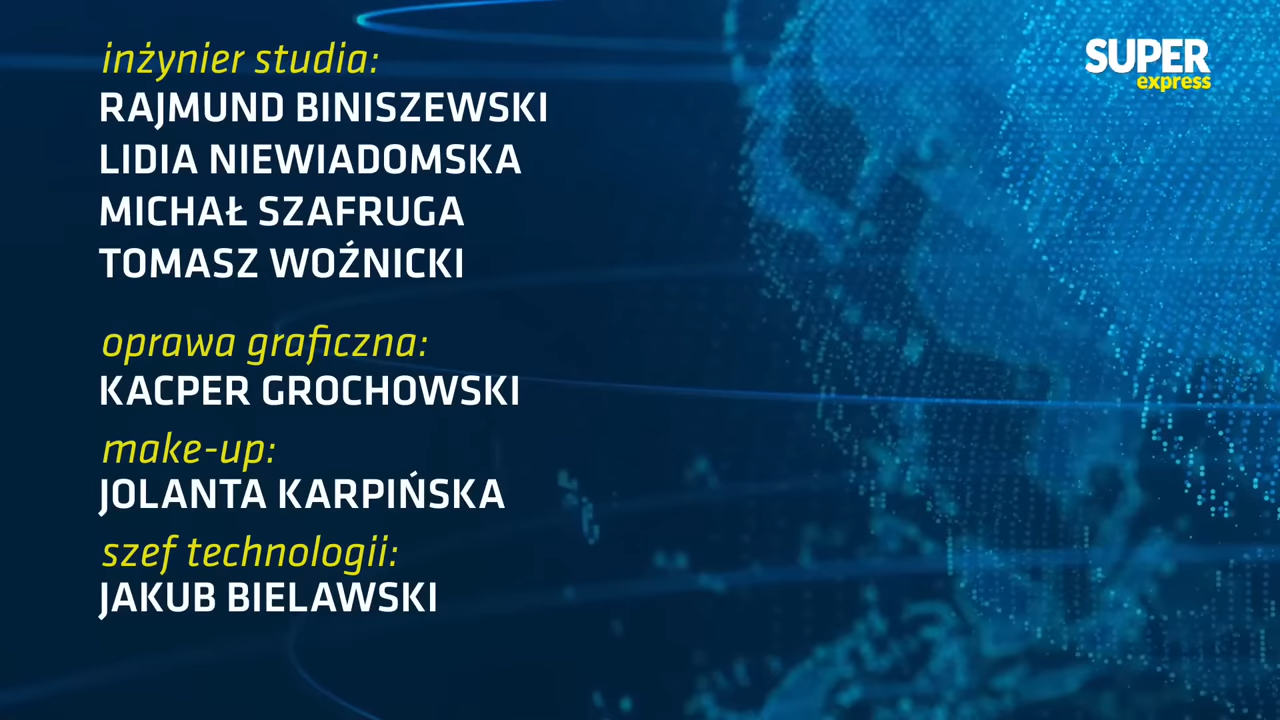 inżynier studia:
RAJMUND BINISZEWSKI
LIDIA NIEWIADOMSKA
MICHAŁ SZAFRUGA
TOMASZ WOŹNICKI
oprawa graficzna:
KACPER GROCHOWSKI
make-up:
JOLANTA KARPIŃSKA
szef technologii:
JAKUB BIELAWSKI
SUPER
express